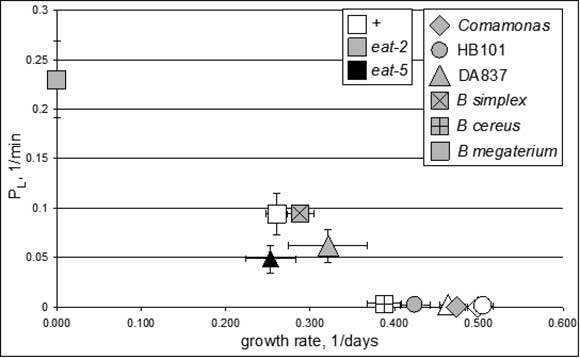 0.3
0.25
0.2
0.15
0.1
0.05
0
P_L, 1/min
+
eat-2
eat-5
Comamonas
HB101
DA837
B simplex
B cereus
B megaterium
0.000 0.100 0.200 0.300 0.400 0.500 0.600
growth rate, 1/days